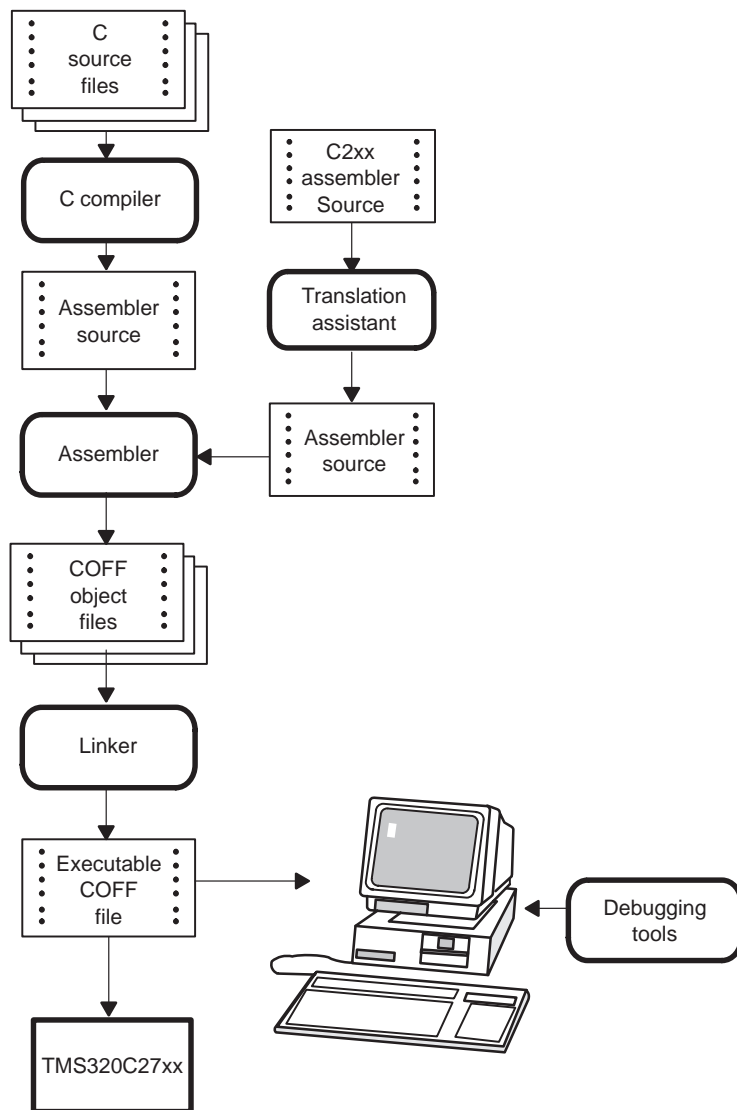 C
source
files
C compiler
C2xx
assembler
Source
Assembler
source
Translation
assistant
Assembler
Assembler
source
COFF
object
files
Linker
Executable
COFF
file
Debugging
tools
TMS320C27xx